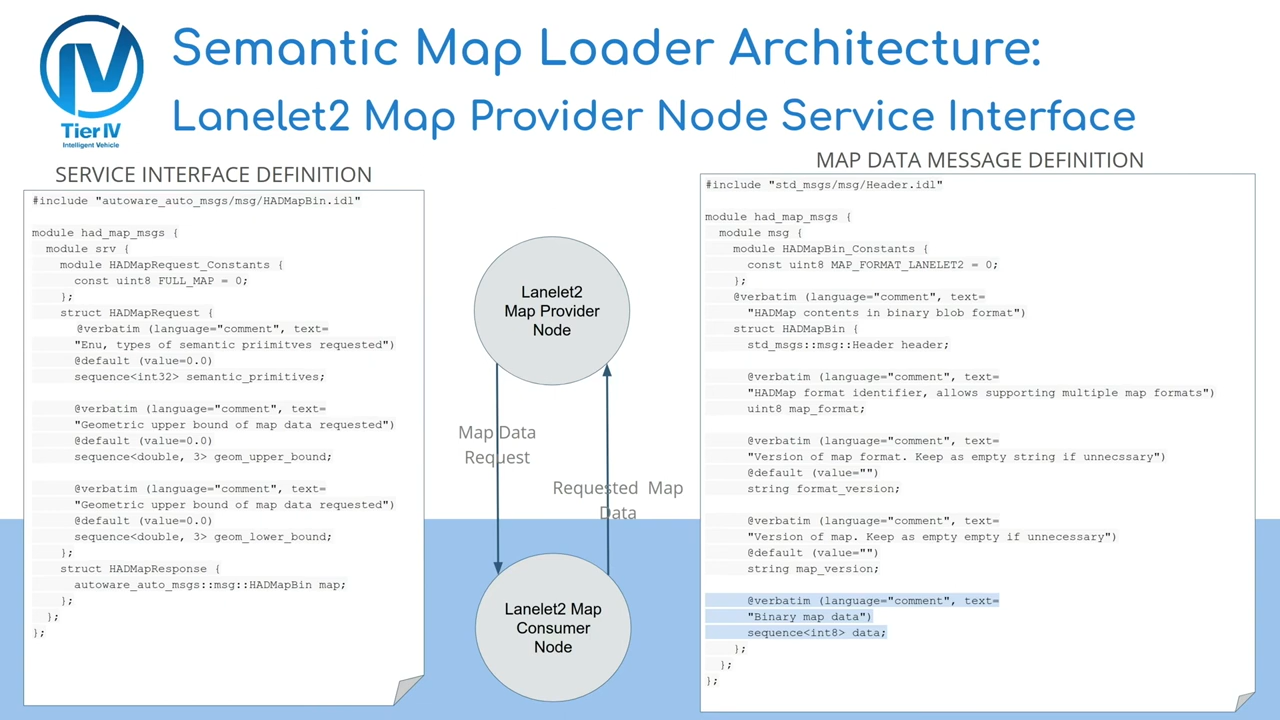 Semantic Map Loader Architecture:
Lanelet2 Map Provider Node Service Interface
TierIV
Intelligent Vehicle
SERVICE INTERFACE DEFINITION
#include "autoware_auto_msgs/msg/HADMapBin.idl"
module had_map_msgs {
module srv {
module HADMapRequest_Constants {
const uint8 FULL_MAP = 0;
};
struct HADMapRequest {
@verbatim (language="comment", text=
"Enu, types of semantic priimitves requested")
@default (value=0.0)
sequence<int32> semantic_primitives;
@verbatim (language="comment", text=
"Geometric upper bound of map data requested")
@default (value=0.0)
sequence<double, 3> geom_upper_bound;
@verbatim (language="comment", text=
"Geometric upper bound of map data requested")
@default (value=0.0)
sequence<double, 3> geom_lower_bound;
};
struct HADMapResponse {
autoware_auto_msgs::msg::HADMapBin map;
};
};
};
Lanelet2
Map Provider
Node
Map Data
Request
Requested Map
Data
Lanelet2 Map
Consumer
Node
MAP DATA MESSAGE DEFINITION
#include "std_msgs/msg/Header.idl"
module had_map_msgs {
module msg {
module HADMapBin_Constants {
const uint8 MAP_FORMAT_LANELET2 = 0;
};
@verbatim (language="comment", text=
"HADMap contents in binary blob format")
struct HADMapBin {
std_msgs::msg::Header header;
@verbatim (language="comment", text=
"HADMap format identifier, allows supporting multiple map formats")
uint8 map_format;
@verbatim (language="comment", text=
"Version of map format. Keep as empty string if unnecssary")
@default (value="")
string format_version;
@verbatim (language="comment", text=
"Version of map. Keep as empty empty if unnecessary")
@default (value="")
string map_version;
@verbatim (language="comment", text=
"Binary map data")
sequence<int8> data;
};
};
};